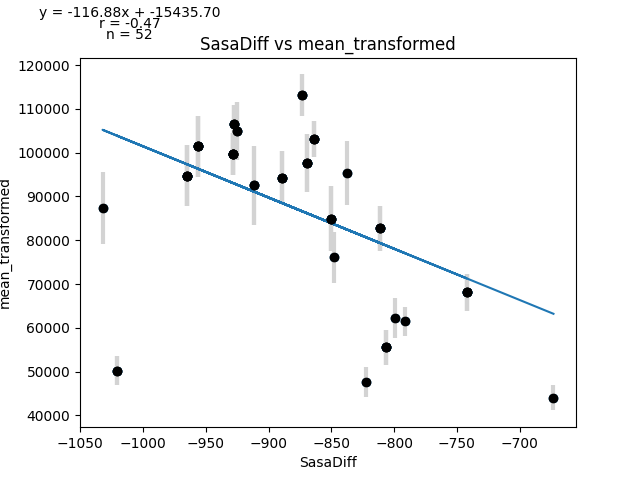 y = -116.88x + -15435.70
r = -0.47
n = 52
SasaDiff vs mean_transformed
120000
110000
100000
90000
80000
70000
60000
50000
40000
mean_transformed
−1050 −1000 −950 −900 −850 −800 −750 −700
SasaDiff